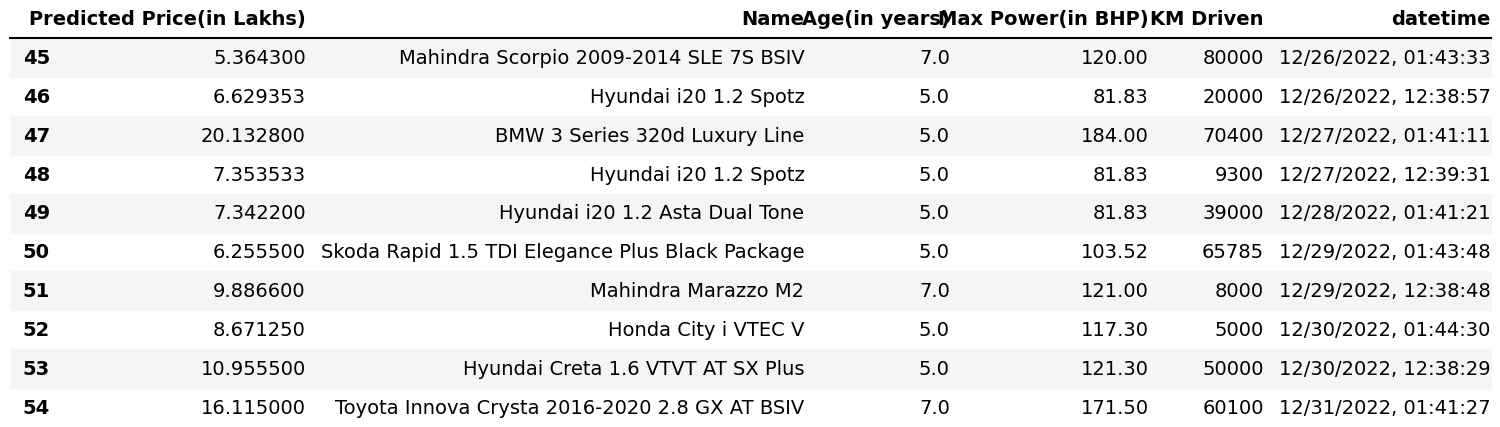 Predicted Price(in Lakhs) Name Age(in years) Max Power(in BHP) KM Driven datetime
45 5.364300 Mahindra Scorpio 2009-2014 SLE 7S BSIV 7.0 120.00 80000 12/26/2022, 01:43:33
46 6.629353 Hyundai i20 1.2 Spotz 5.0 81.83 20000 12/26/2022, 12:38:57
47 20.132800 BMW 3 Series 320d Luxury Line 5.0 184.00 70400 12/27/2022, 01:41:11
48 7.353533 Hyundai i20 1.2 Spotz 5.0 81.83 9300 12/27/2022, 12:39:31
49 7.342200 Hyundai i20 1.2 Asta Dual Tone 5.0 81.83 39000 12/28/2022, 01:41:21
50 6.255500 Skoda Rapid 1.5 TDI Elegance Plus Black Package 5.0 103.52 65785 12/29/2022, 01:43:48
51 9.886600 Mahindra Marazzo M2 7.0 121.00 8000 12/29/2022, 12:38:48
52 8.671250 Honda City i VTEC V 5.0 117.30 5000 12/30/2022, 01:44:30
53 10.955500 Hyundai Creta 1.6 VTVT AT SX Plus 5.0 121.30 50000 12/30/2022, 12:38:29
54 16.115000 Toyota Innova Crysta 2016-2020 2.8 GX AT BSIV 7.0 171.50 60100 12/31/2022, 01:41:27